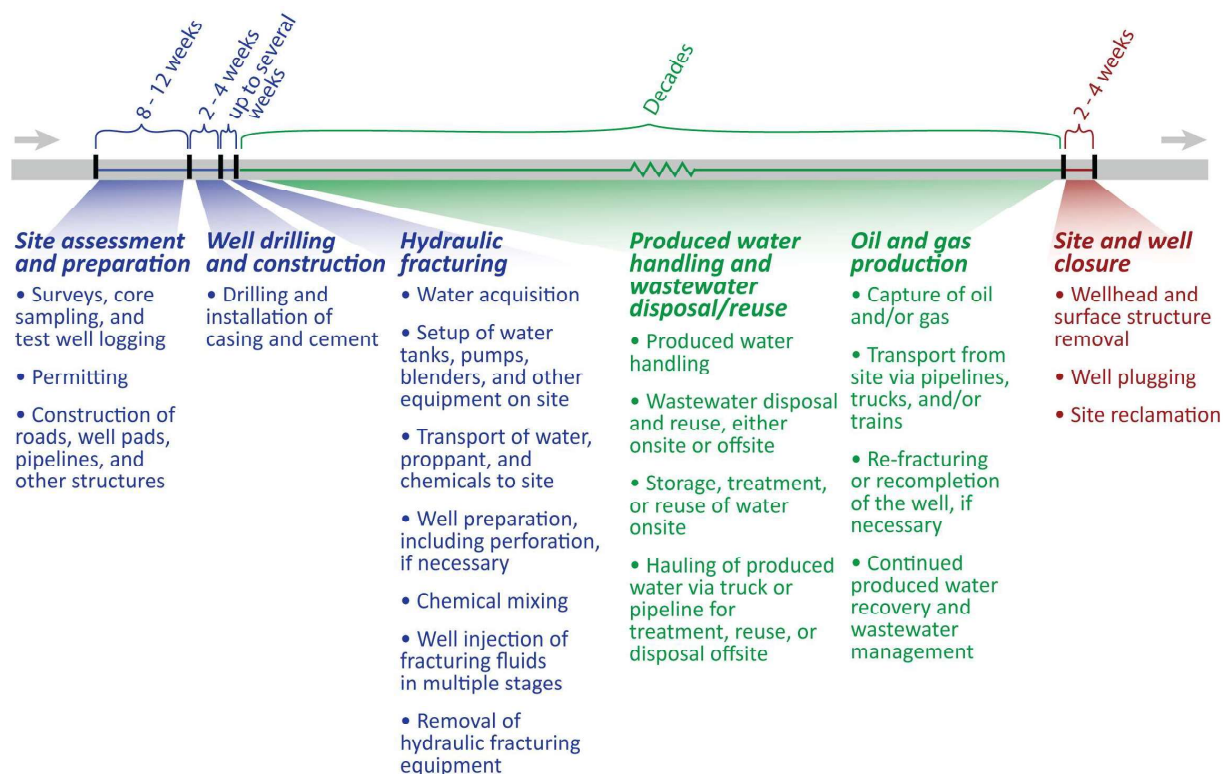 8 - 12 weeks
2 - 4 weeks
up to several
weeks
Decades
2 - 4 weeks
Site assessment
and preparation
• Surveys, core
sampling, and
test well logging
• Permitting
• Construction of
roads, well pads,
pipelines, and
other structures
Well drilling
and construction
• Drilling and
installation of
casing and cement
Hydraulic
fracturing
• Water acquisition
• Setup of water
tanks, pumps,
blenders, and other
equipment on site
• Transport of water,
proppant, and
chemicals to site
• Well preparation,
including perforation,
if necessary
• Chemical mixing
• Well injection of
fracturing fluids
in multiple stages
• Removal of
hydraulic fracturing
equipment
Produced water
handling and
wastewater
disposal/reuse
• Produced water
handling
• Wastewater disposal
and reuse, either
onsite or offsite
• Storage, treatment,
or reuse of water
onsite
• Hauling of produced
water via truck or
pipeline for
treatment, reuse, or
disposal offsite
Oil and gas
production
• Capture of oil
and/or gas
• Transport from
site via pipelines,
trucks, and/or
trains
• Re-fracturing
or recompletion
of the well, if
necessary
• Continued
produced water
recovery and
wastewater
management
Site and well
closure
• Wellhead and
surface structure
removal
• Well plugging
• Site reclamation